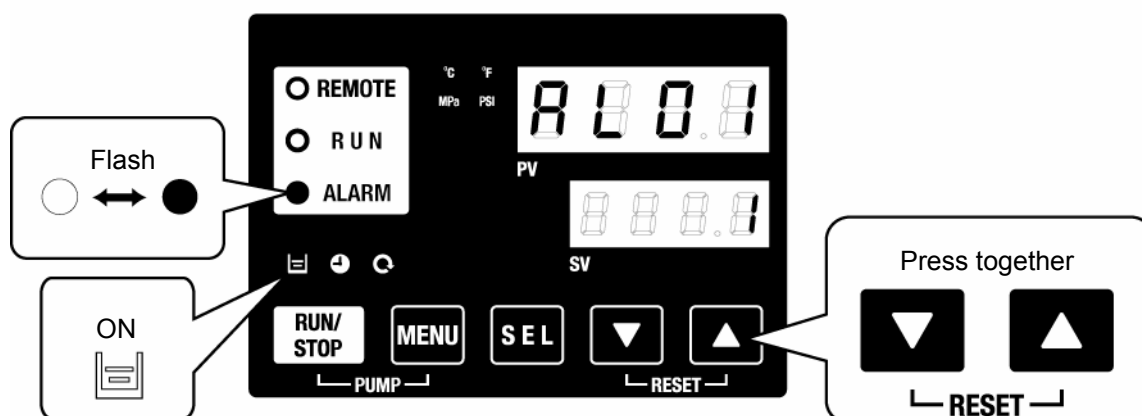 REMOTE
RUN
ALARM
°C °F
MPa PSI
AL01
PV
1
SV
Flash
ON
RUN/
STOP
MENU
SEL
PUMP
RESET
Press together
RESET